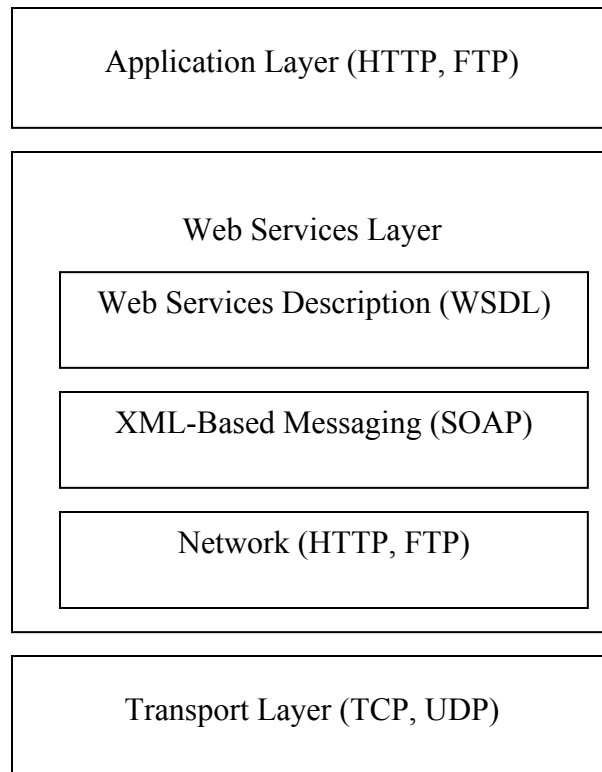 Application Layer (HTTP, FTP)
Web Services Layer
Web Services Description (WSDL)
XML-Based Messaging (SOAP)
Network (HTTP, FTP)
Transport Layer (TCP, UDP)